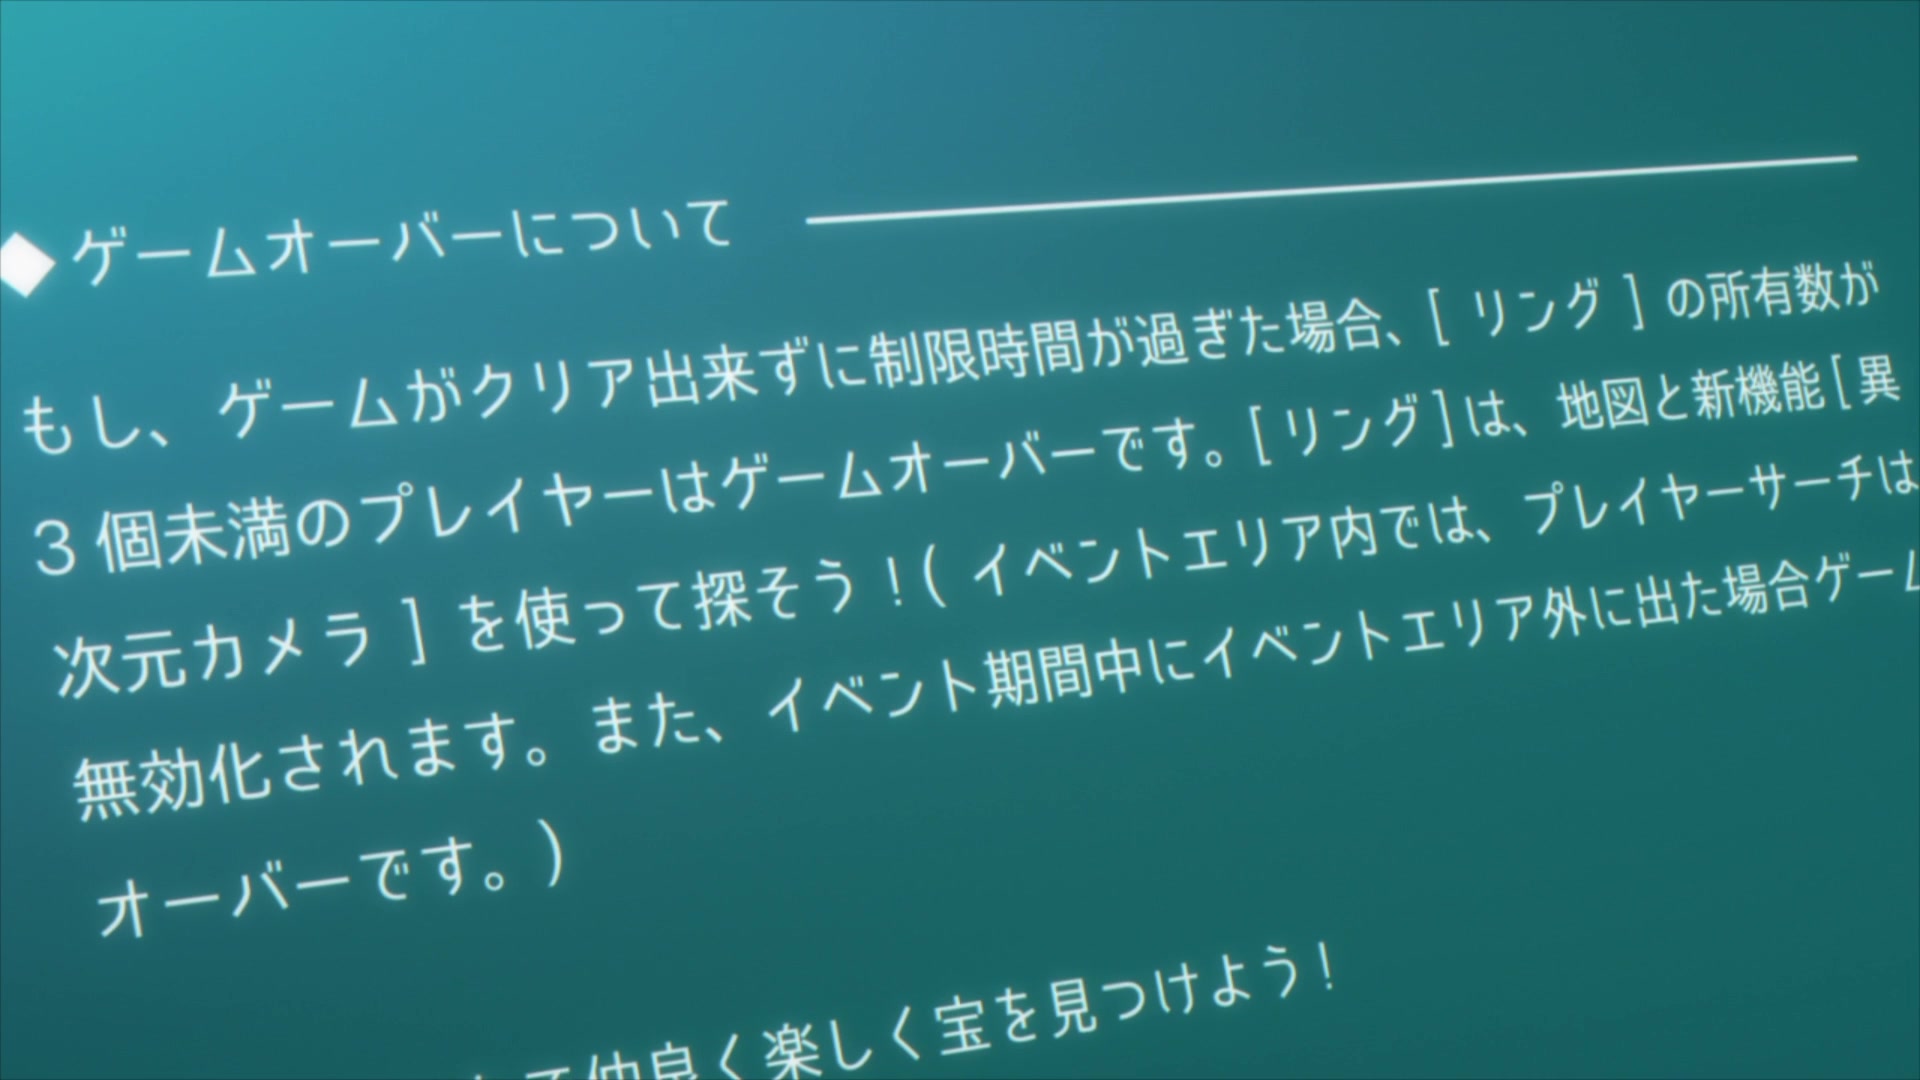 ◆ ゲームオーバーについて
もし、ゲームがクリア出来ずに制限時間が過ぎた場合、[ リング ] の所有数が
3 個未満のプレイヤーはゲームオーバーです。[ リング ] は、地図と新機能 [ 異
次元カメラ ] を使って探そう！( イベントエリア内では、プレイヤーサーチは
無効化されます。また、イベント期間中にイベントエリア外に出た場合ゲーム
オーバーです。)
て仲良く楽しく宝を見つけよう！